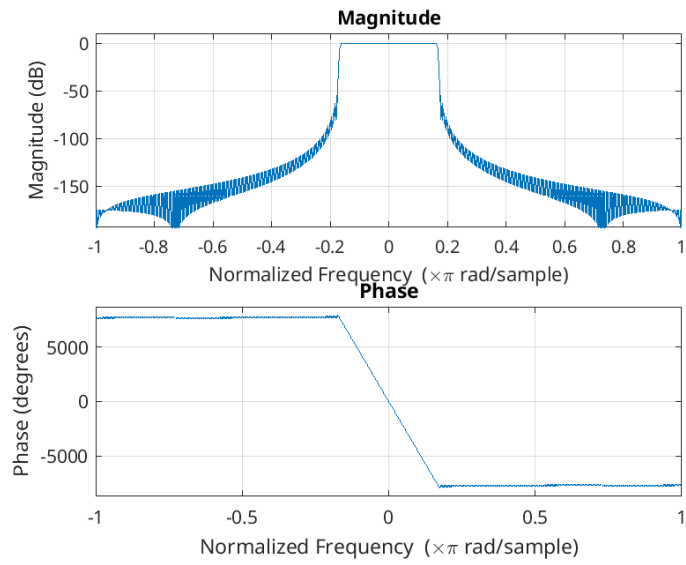 Magnitude
Magnitude (dB)
0
-50
-100
-150
-1 -0.8 -0.6 -0.4 -0.2 0 0.2 0.4 0.6 0.8 1
Normalized Frequency (×π rad/sample)
Phase
Phase (degrees)
5000
0
-5000
-1 -0.5 0 0.5 1
Normalized Frequency (×π rad/sample)